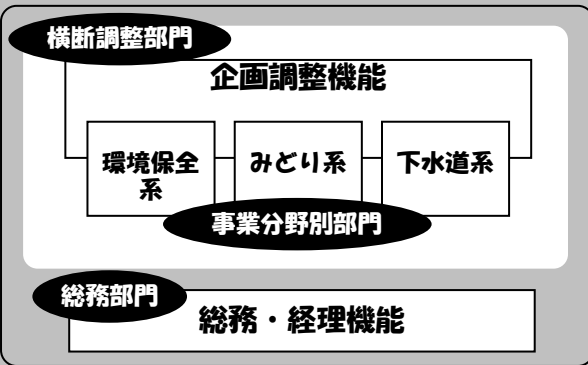 横断調整部門
企画調整機能
環境保全
系
みどり系
下水道系
事業分野別部門
総務部門
総務・経理機能